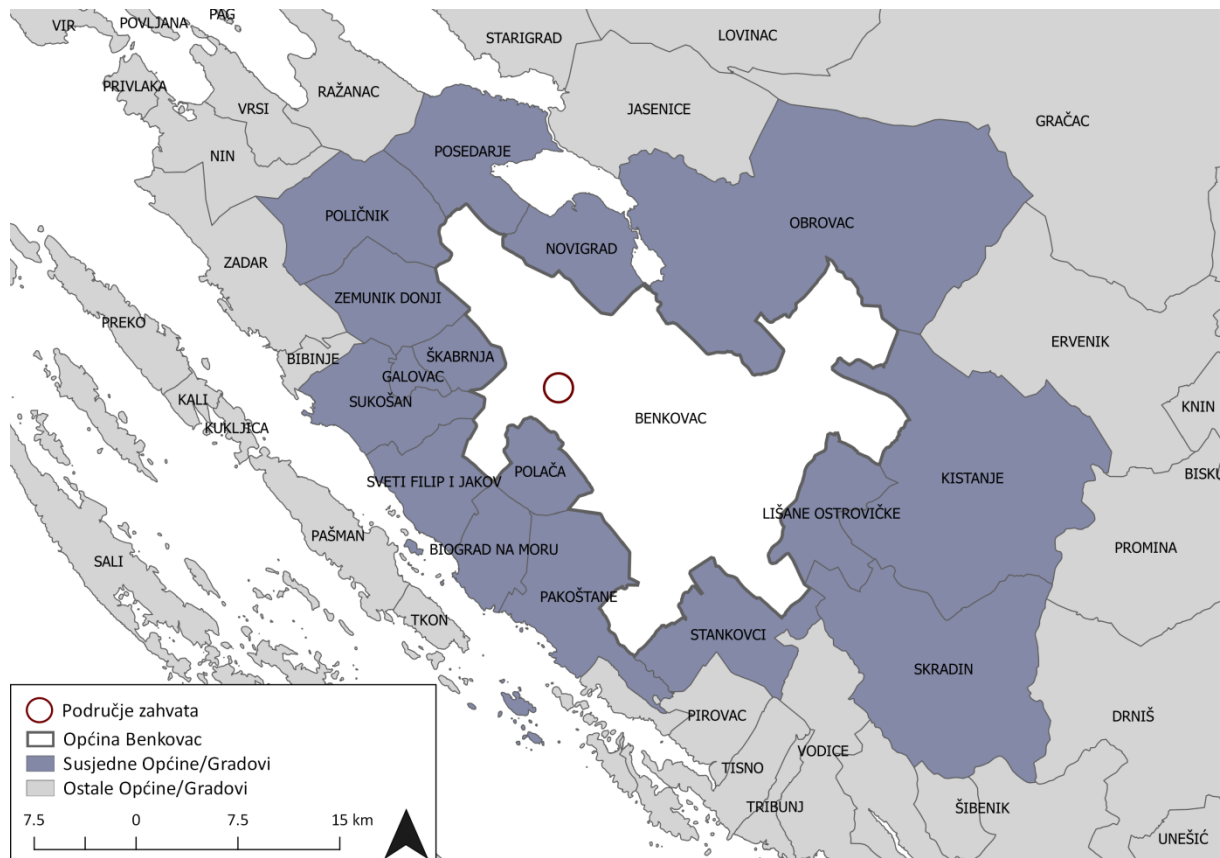 PAG
VIR
POVLJANA
STARIGRAD
LOVINAC
PRIVLAKA
RAŽANAC
VRSI
JASENICE
GRAČAC
NIN
POSEDARJE
POLIČNIK
OBROVAC
NOVIGRAD
ZADAR
ZEMUNIK DONJI
PREKO
ERVENIK
BIBINJE
ŠKABRNJA
GALOVAC
KALI
SUKOŠAN
KNIN
KUKLJICA
BENKOVAC
BISKU
POLAČA
SVETI FILIP I JAKOV
KISTANJE
LIŠANE OSTROVIČKE
PAŠMAN
BIOGRAD NA MORU
PROMINA
SALI
PAKOŠTANE
TKON
STANKOVCI
SKRADIN
PIROVAC
DRNIŠ
VODICE
TISNO
TRIBUNJ
ŠIBENIK
UNEŠIĆ
Područje zahvata
Općina Benkovac
Susjedne Općine/Gradovi
Ostale Općine/Gradovi
7.5 0 7.5 15 km